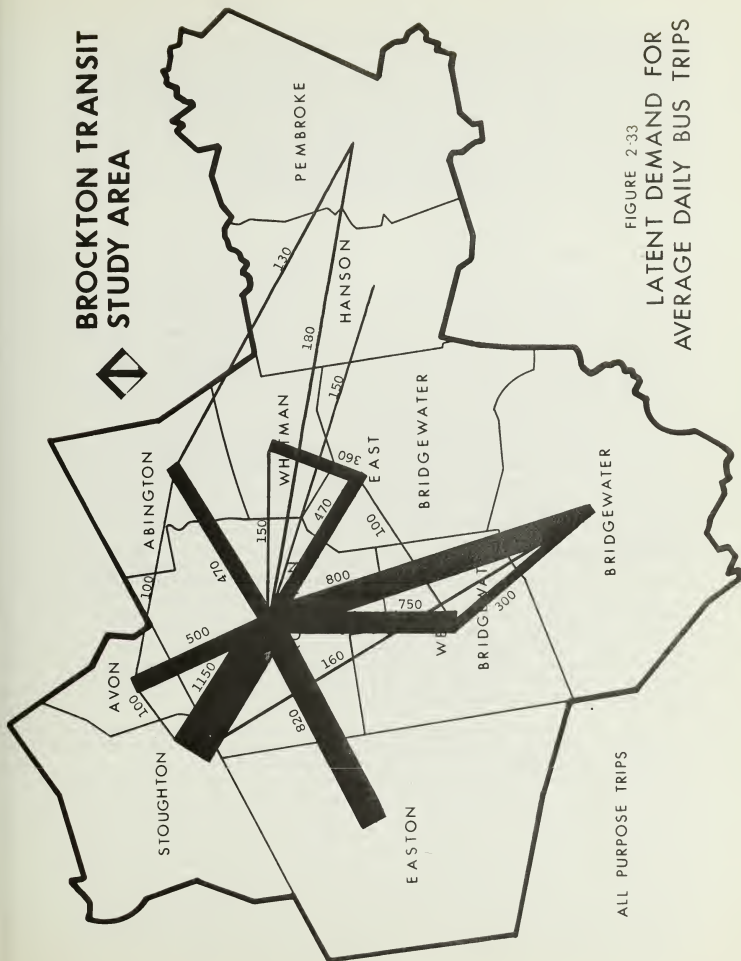 BROCKTON TRANSIT
STUDY AREA
PEMBROKE
130
HANSON
180
150
ABINGTON
WHITMAN
360
EAST
BRIDGEWATER
150
470
100
470
100
AVON
500
100
1150
STOUGHTON
800
750
160
820
300
BRIDGEWATER
EASTON
BRIDGEWATER
ALL PURPOSE TRIPS
FIGURE 2-33
LATENT DEMAND FOR
AVERAGE DAILY BUS TRIPS